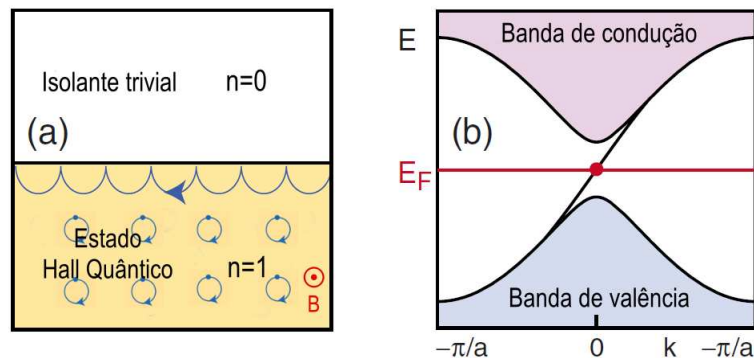 Isolante trivial n=0
(a)
Estado
Hall Quântico n=1
B
E
Banda de condução
(b)
E_F
Banda de valência
−π/a 0 k −π/a